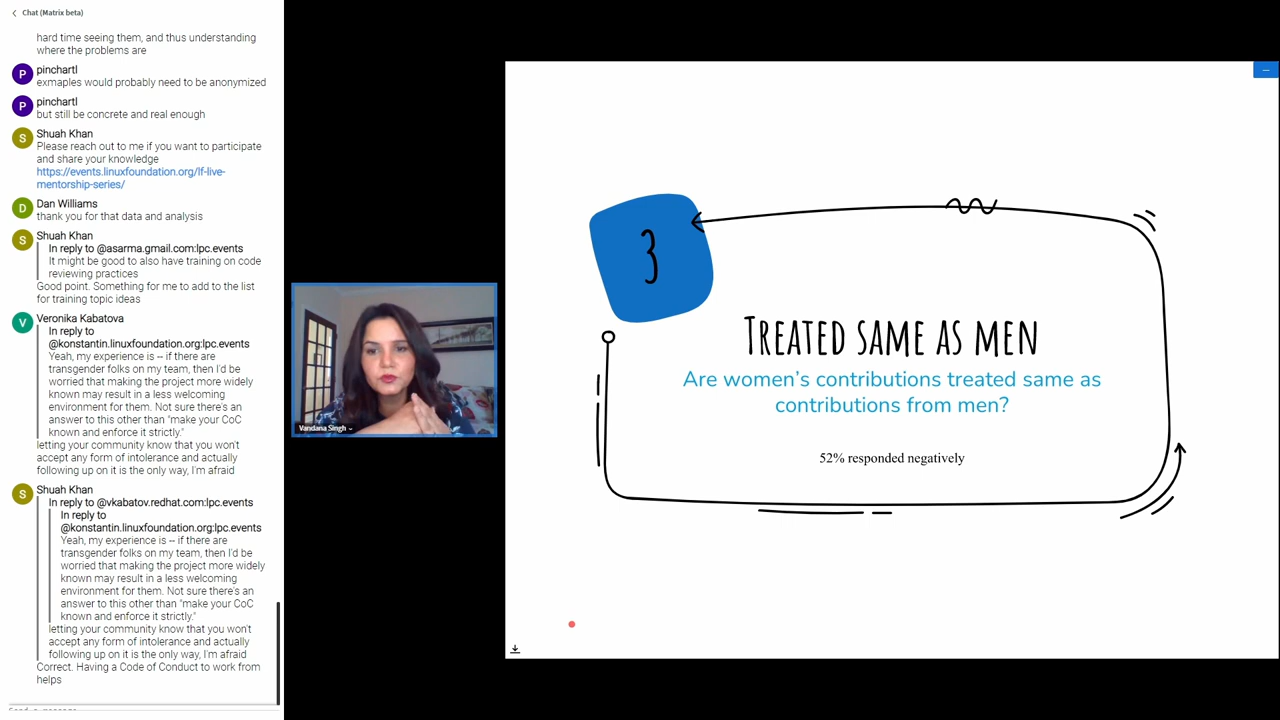 Chat (Matrix beta)
hard time seeing them, and thus understanding
where the problems are
P
pinchartl
exmaples would probably need to be anonymized
P
pinchartl
but still be concrete and real enough
S
Shuah Khan
Please reach out to me if you want to participate
and share your knowledge
https://events.linuxfoundation.org/lf-live-
mentorship-series/
D
Dan Williams
thank you for that data and analysis
S
Shuah Khan
In reply to @asarma.gmail.com:lpc.events
It might be good to also have training on code
reviewing practices
Good point. Something for me to add to the list
for training topic ideas
V
Veronika Kabatova
In reply to
@konstantin.linuxfoundation.org:lpc.events
Yeah, my experience is -- if there are
transgender folks on my team, then I'd be
worried that making the project more widely
known may result in a less welcoming
environment for them. Not sure there's an
answer to this other than "make your CoC
known and enforce it strictly."
letting your community know that you won't
accept any form of intolerance and actually
following up on it is the only way, I'm afraid
S
Shuah Khan
In reply to @vkabatov.redhat.com:lpc.events
In reply to
@konstantin.linuxfoundation.org:lpc.events
Yeah, my experience is -- if there are
transgender folks on my team, then I'd be
worried that making the project more widely
known may result in a less welcoming
environment for them. Not sure there's an
answer to this other than "make your CoC
known and enforce it strictly."
letting your community know that you won't
accept any form of intolerance and actually
following up on it is the only way, I'm afraid
Correct. Having a Code of Conduct to work from
helps
Vandana Singh
3
TREATED SAME AS MEN
Are women's contributions treated same as
contributions from men?
52% responded negatively